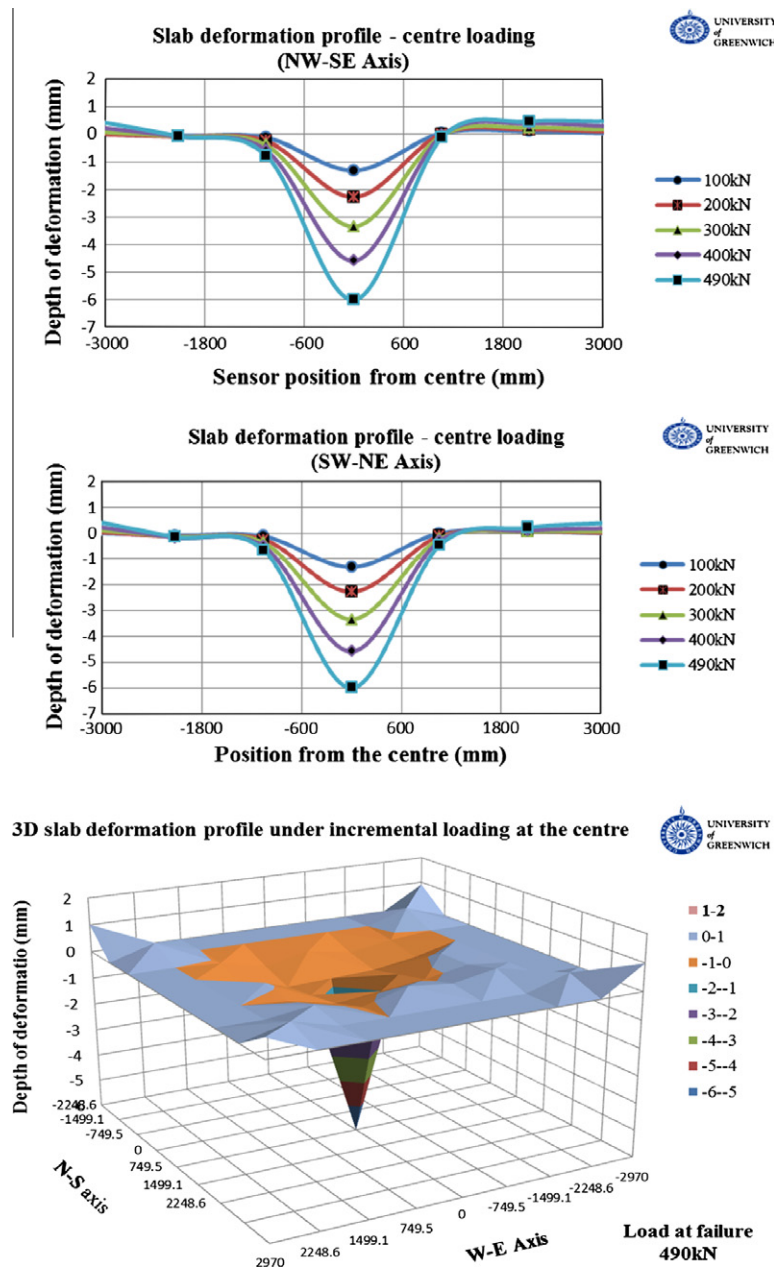 Slab deformation profile - centre loading
(NW-SE Axis)
UNIVERSITY
of
GREENWICH
Depth of deformation (mm)
2
1
0
-1
-2
-3
-4
-5
-6
-7
-3000 -1800 -600 600 1800 3000
Sensor position from centre (mm)
100kN
200kN
300kN
400kN
490kN
Slab deformation profile - centre loading
(SW-NE Axis)
UNIVERSITY
of
GREENWICH
Depth of deformation (mm)
2
1
0
-1
-2
-3
-4
-5
-6
-7
-3000 -1800 -600 600 1800 3000
Position from the centre (mm)
100kN
200kN
300kN
400kN
490kN
3D slab deformation profile under incremental loading at the centre
UNIVERSITY
of
GREENWICH
Depth of deformatio (mm)
2
1
0
-1
-2
-3
-4
-5
-2248.6
-1499.1
-749.5
0
749.5
1499.1
2248.6
2970
N-S axis
2248.6
1499.1
749.5
0
-749.5
-1499.1
-2248.6
-2970
W-E Axis
1-2
0-1
-1-0
-2--1
-3--2
-4--3
-5--4
-6--5
Load at failure
490kN